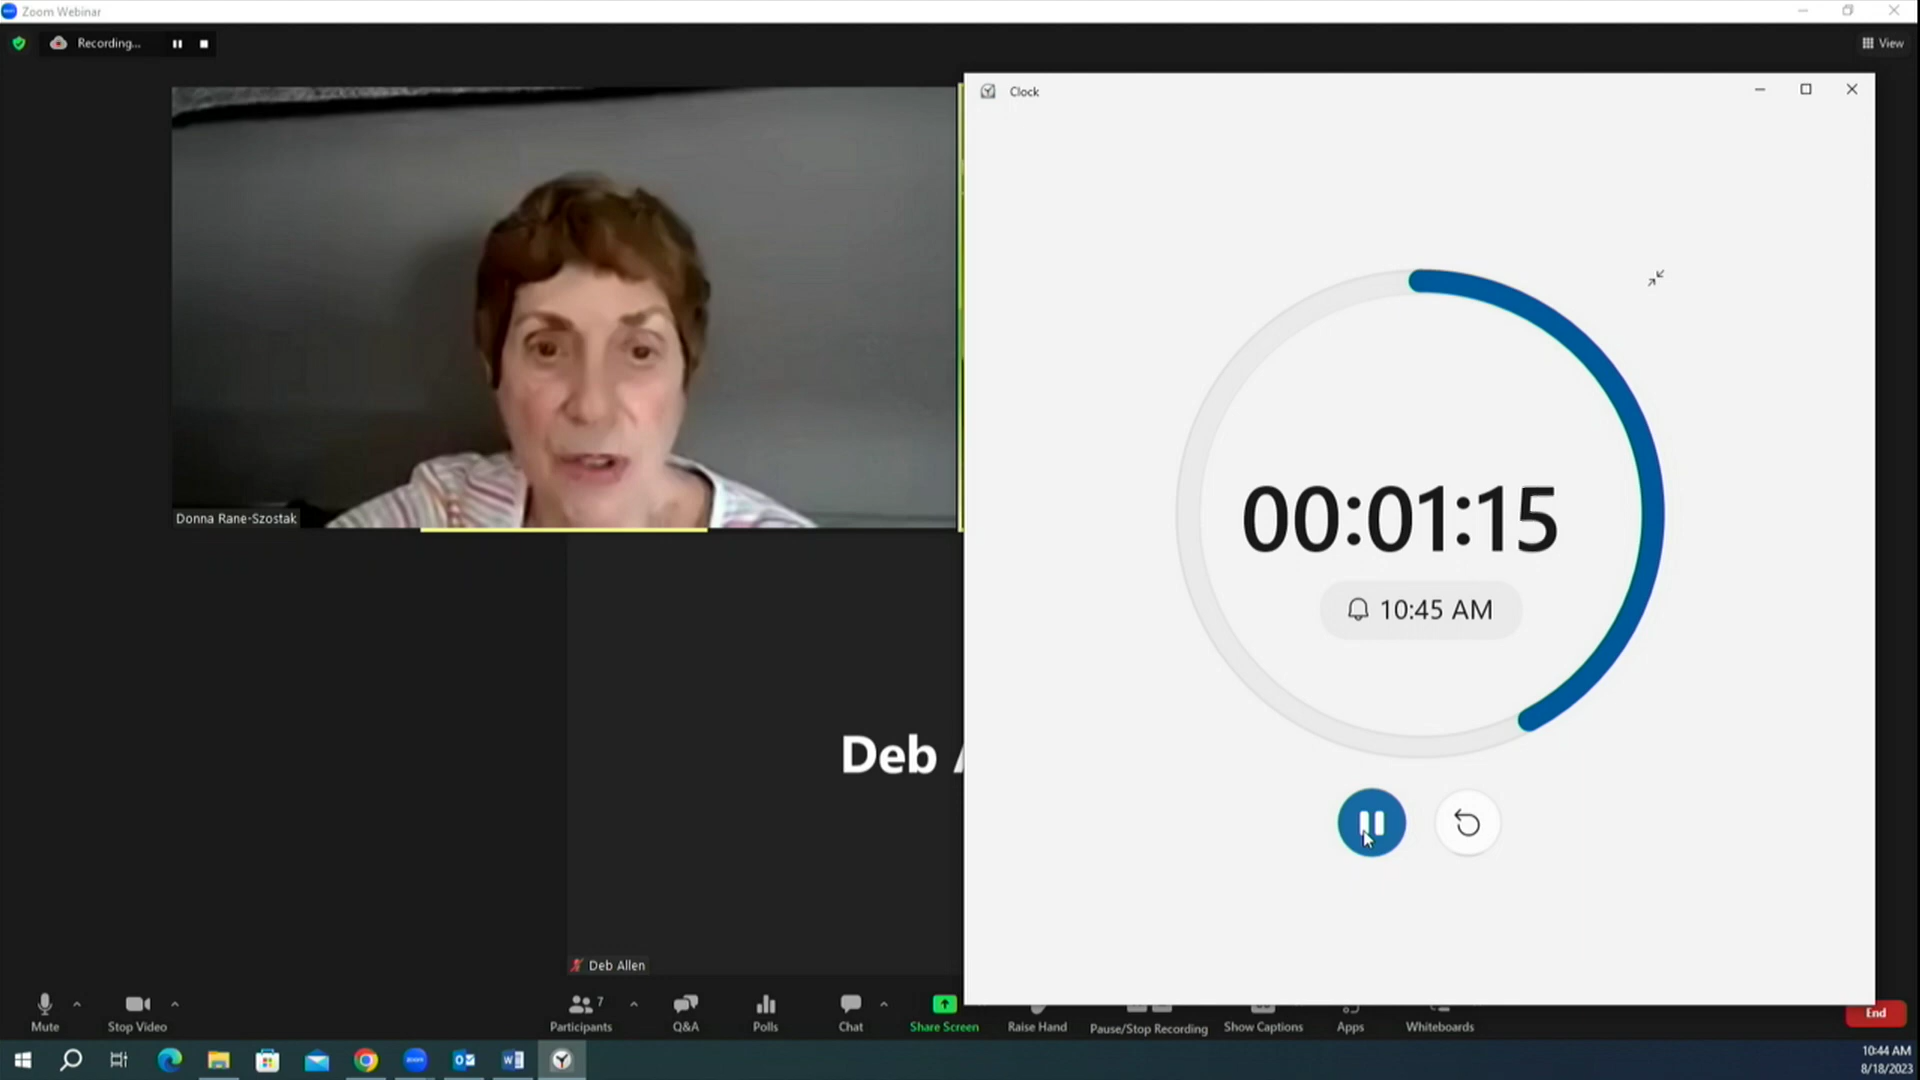 Zoom Webinar
Recording...
View
Clock
Donna Rane-Szostak
00:01:15
10:45 AM
Deb
Deb Allen
Mute
Stop Video
7
Participants
Q&A
Polls
Chat
Share Screen
Raise Hand
Pause/Stop Recording
Show Captions
Apps
Whiteboards
End
10:44 AM
8/18/2023